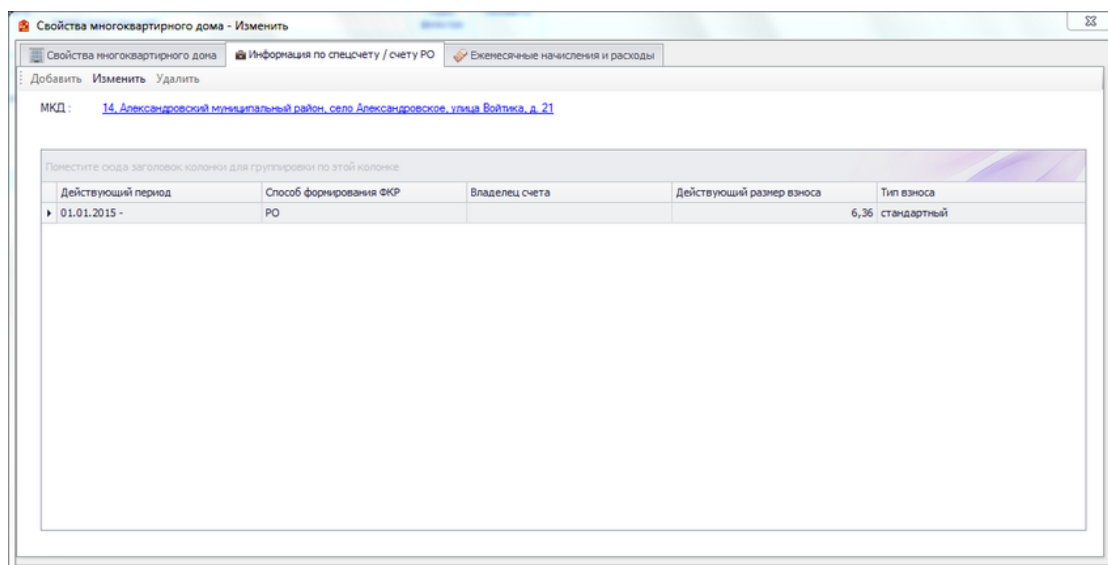 Свойства многоквартирного дома - Изменить
Свойства многоквартирного дома Информация по спецсчету / счету РО Ежемесячные начисления и расходы
Добавить Изменить Удалить
МКД : 14, Александровский муниципальный район, село Александровское, улица Войтика, д. 21
Поместите сюда заголовок колонки для группировки по этой колонке
Действующий период Способ формирования ФКР Владелец счета Действующий размер взноса Тип взноса
01.01.2015 - РО 6,36 стандартный